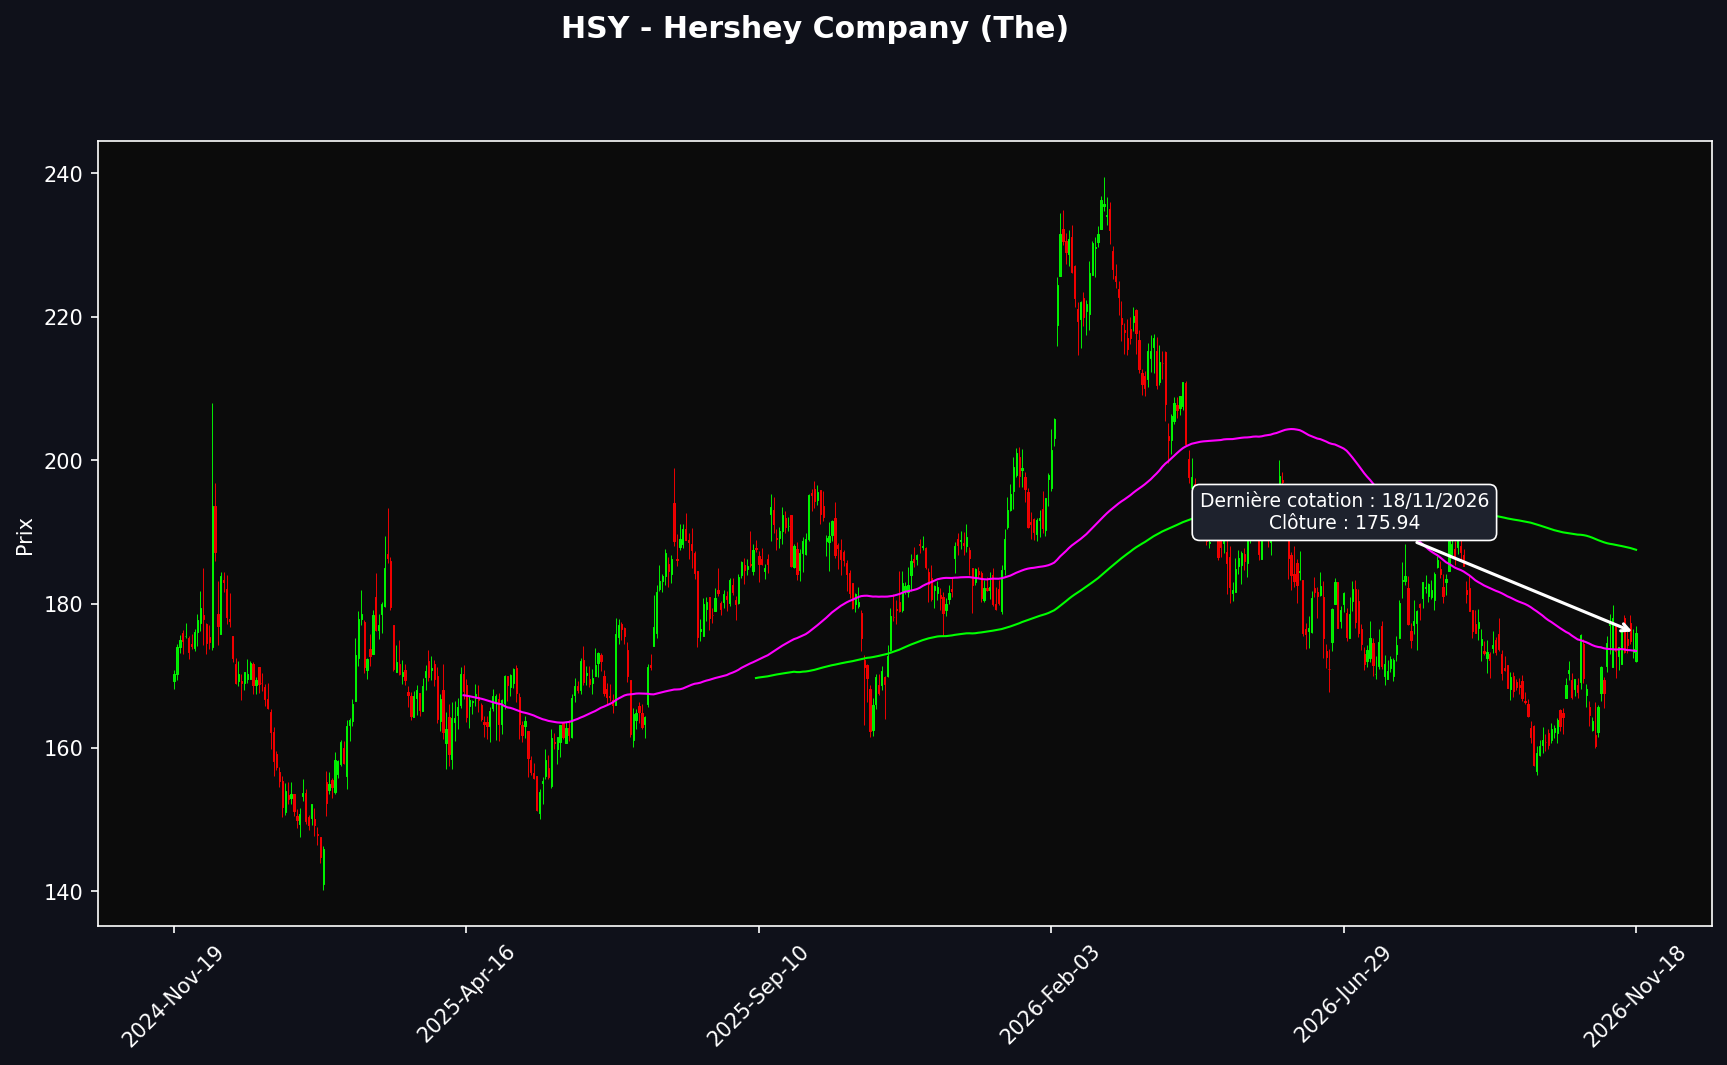 HSY - Hershey Company (The)
Prix
240
220
200
180
160
140
Dernière cotation : 18/11/2026
Clôture : 175.94
2024-Nov-19
2025-Apr-16
2025-Sep-10
2026-Feb-03
2026-Jun-29
2026-Nov-18